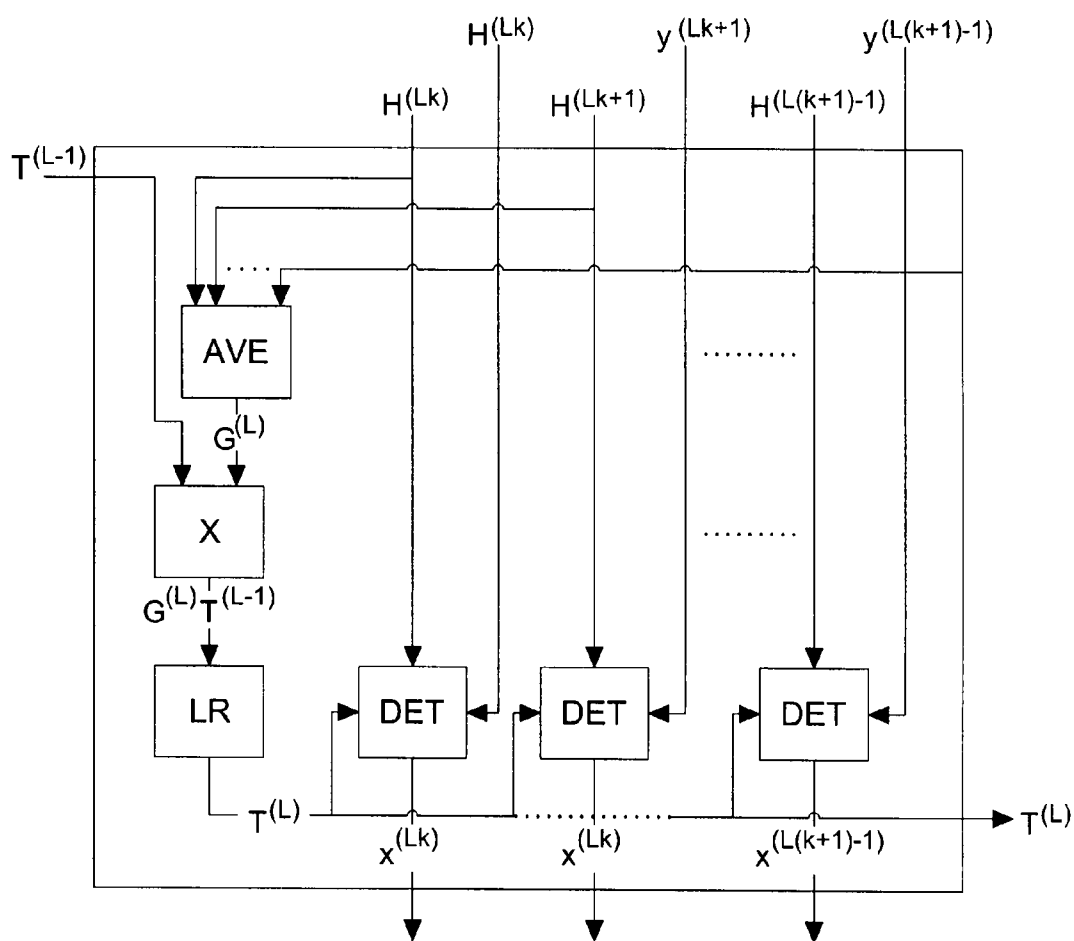 H^(Lk) y^(Lk+1) y^(L(k+1)-1)
H^(Lk) H^(Lk+1) H^(L(k+1)-1)
T^(L-1)
AVE
G^(L)
X
G^(L) T^(L-1)
LR DET DET DET
T^(L) T^(L)
x^(Lk) x^(Lk) x^(L(k+1)-1)